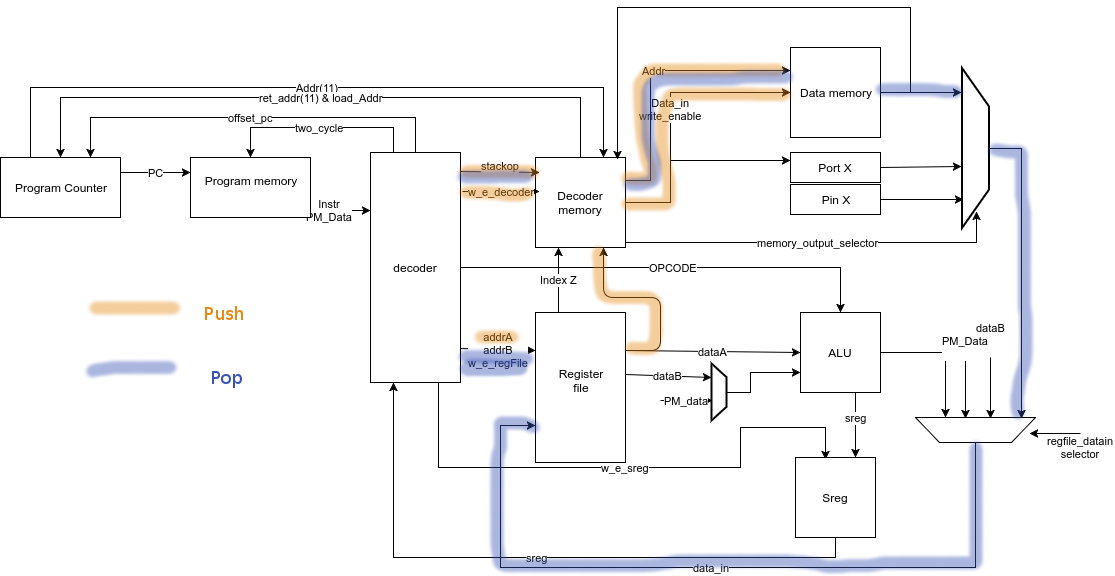 Addr
Data memory
Addr(11)
ret_addr(11) & load_Addr
Data_in
write_enable
offset_pc
two_cycle
stackop
Port X
PC
Program Counter
Program memory
w_e_decoder
Decoder
memory
Pin X
Instr
PM_Data
memory_output_selector
decoder
OPCODE
Index Z
Push
addrA
addrB
w_e_regFile
dataA
ALU
dataB
PM_Data
Pop
Register
file
dataB
PM_data
sreg
regfile_datain
selector
w_e_sreg
Sreg
sreg
data_in